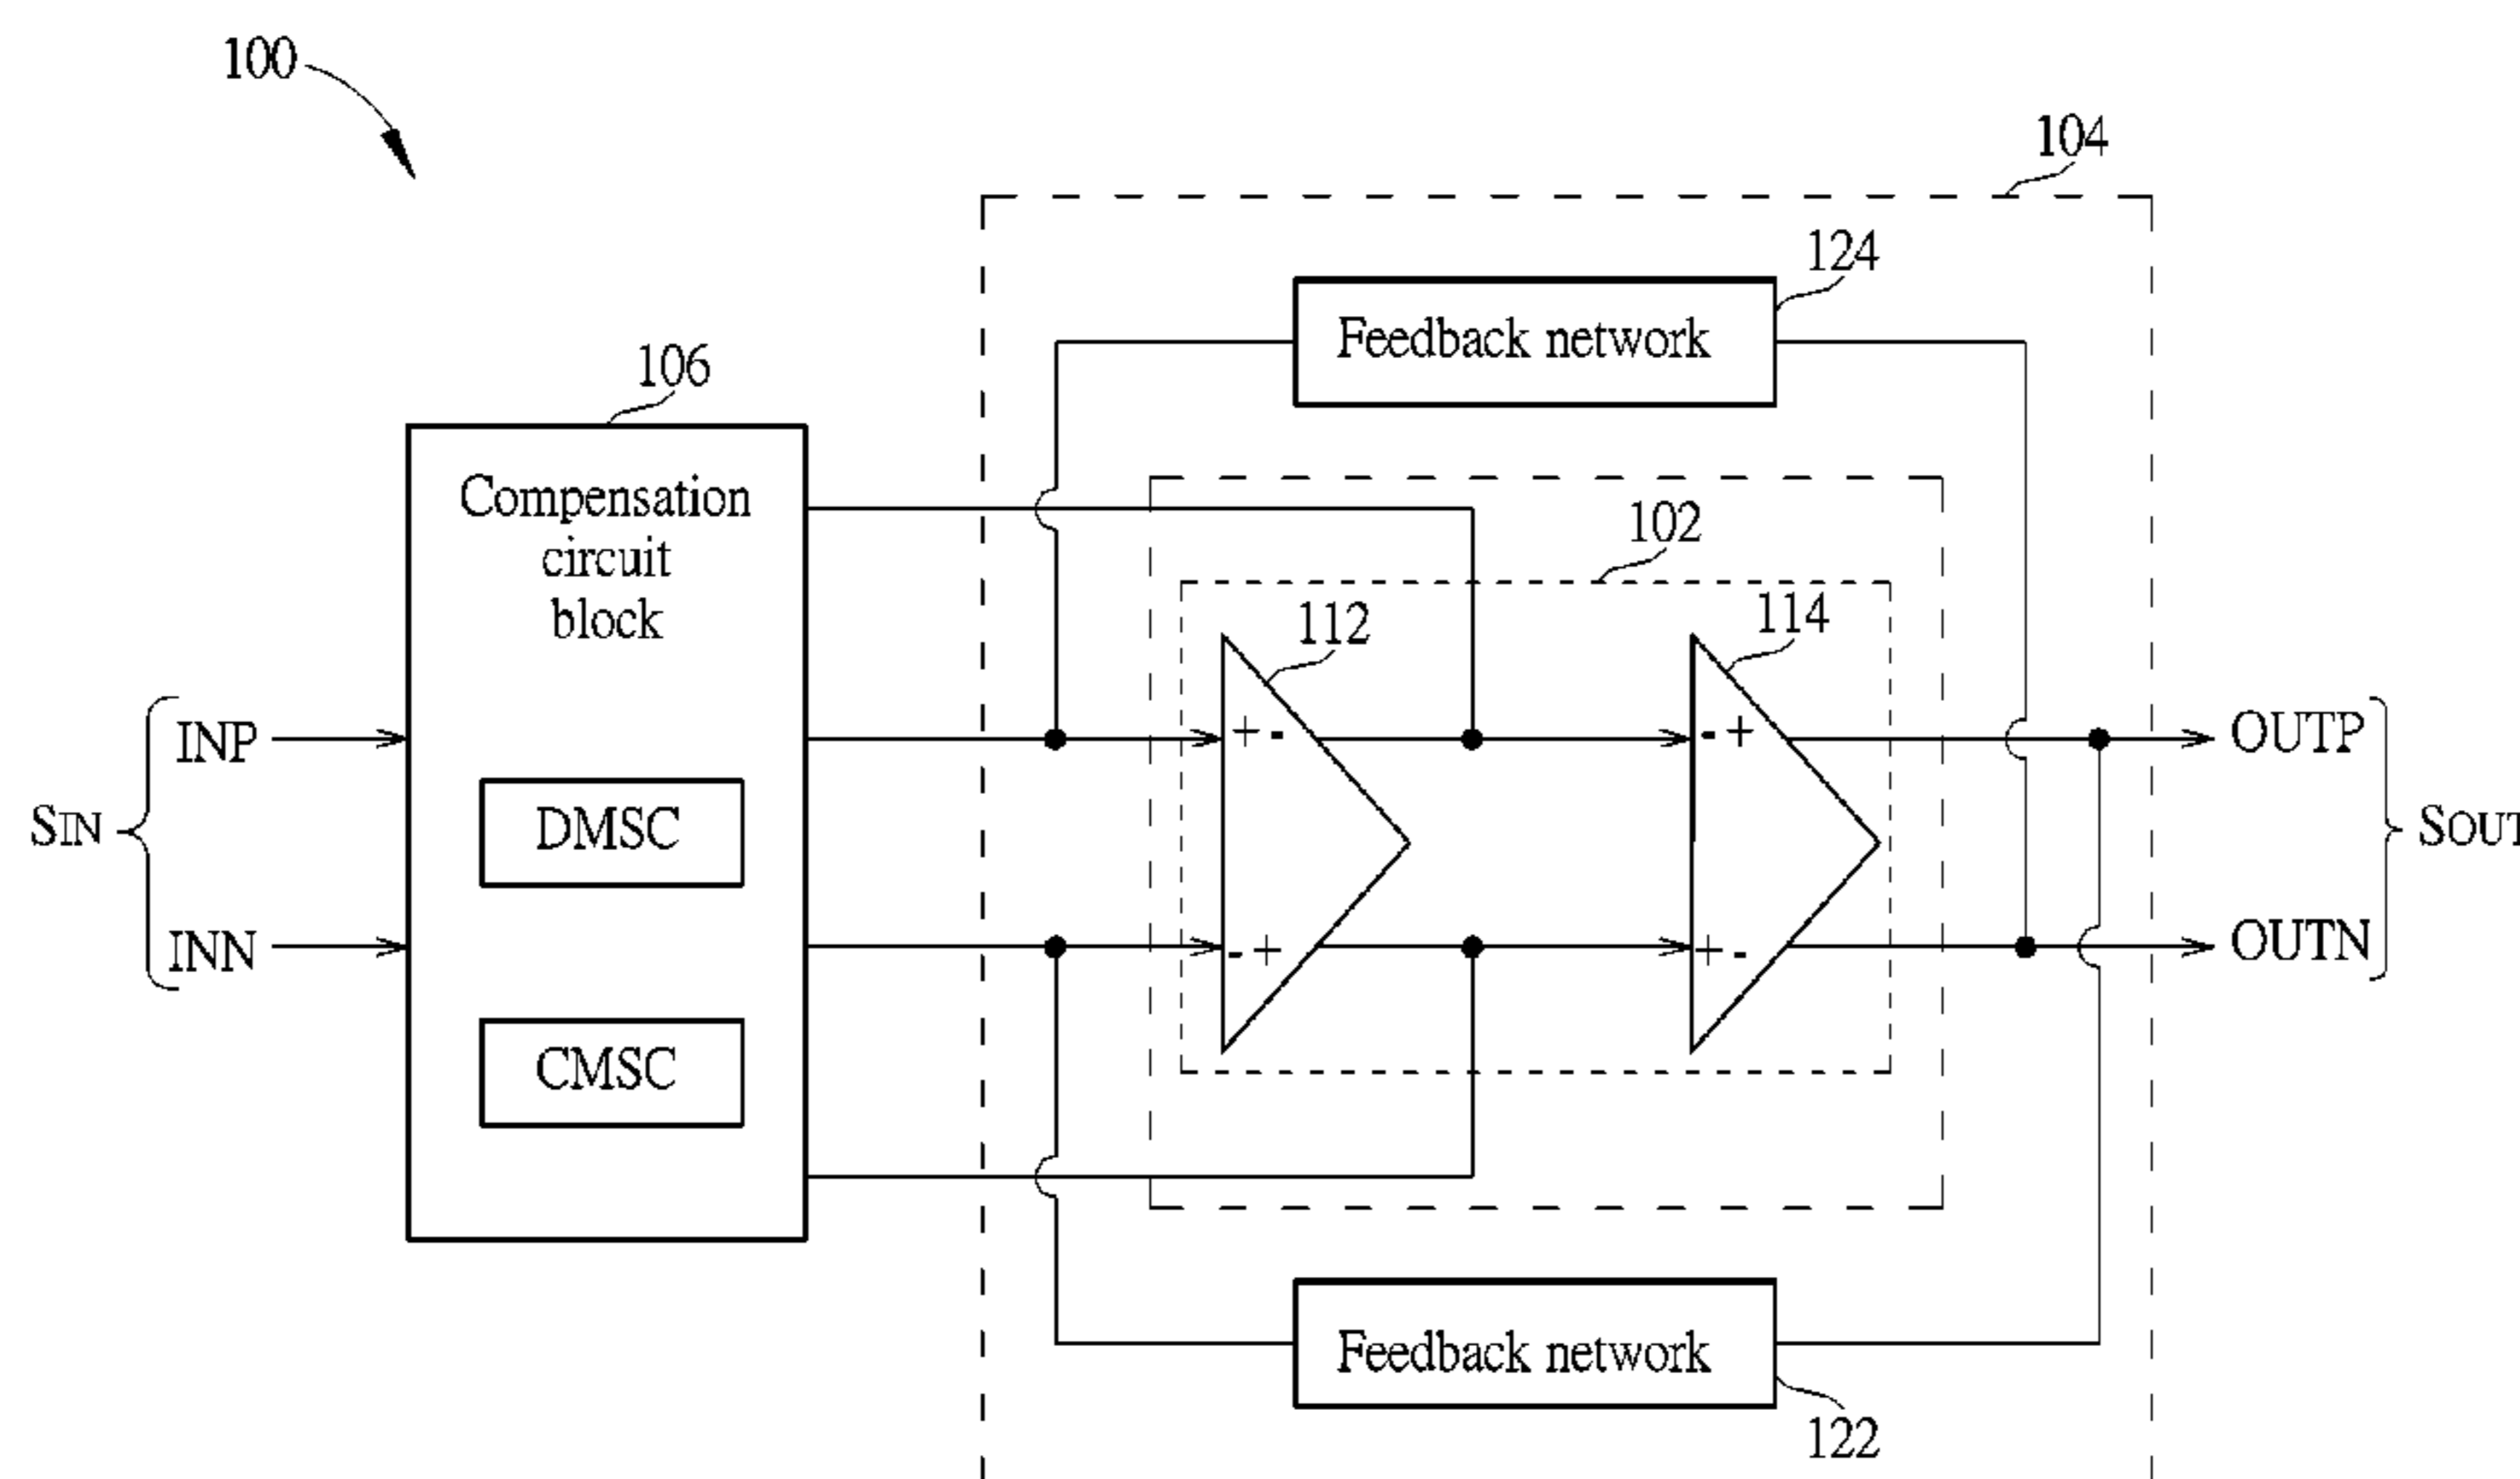 100
104
124
Feedback network
106
Compensation
circuit
block
102
112
114
INP
+ -
- +
OUTP
SIN
DMSC
SOUT
INN
- +
+ -
OUTN
CMSC
Feedback network
122